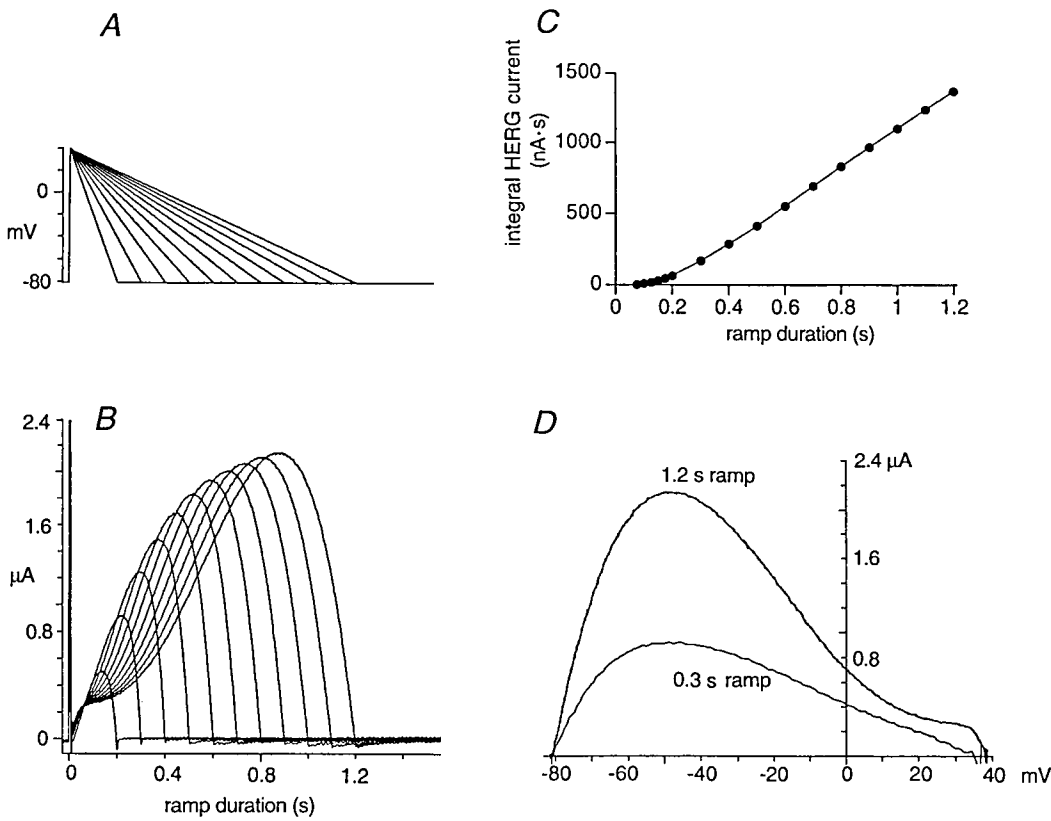 A
0
mV
-80
B
2.4
1.6
µA
0.8
0
0 0.4 0.8 1.2
ramp duration (s)
C
integral HERG current
(nA·s)
1500
1000
500
0
0 0.2 0.4 0.6 0.8 1 1.2
ramp duration (s)
D
2.4 µA
1.2 s ramp
1.6
0.8
0.3 s ramp
-80 -60 -40 -20 0 20 40 mV